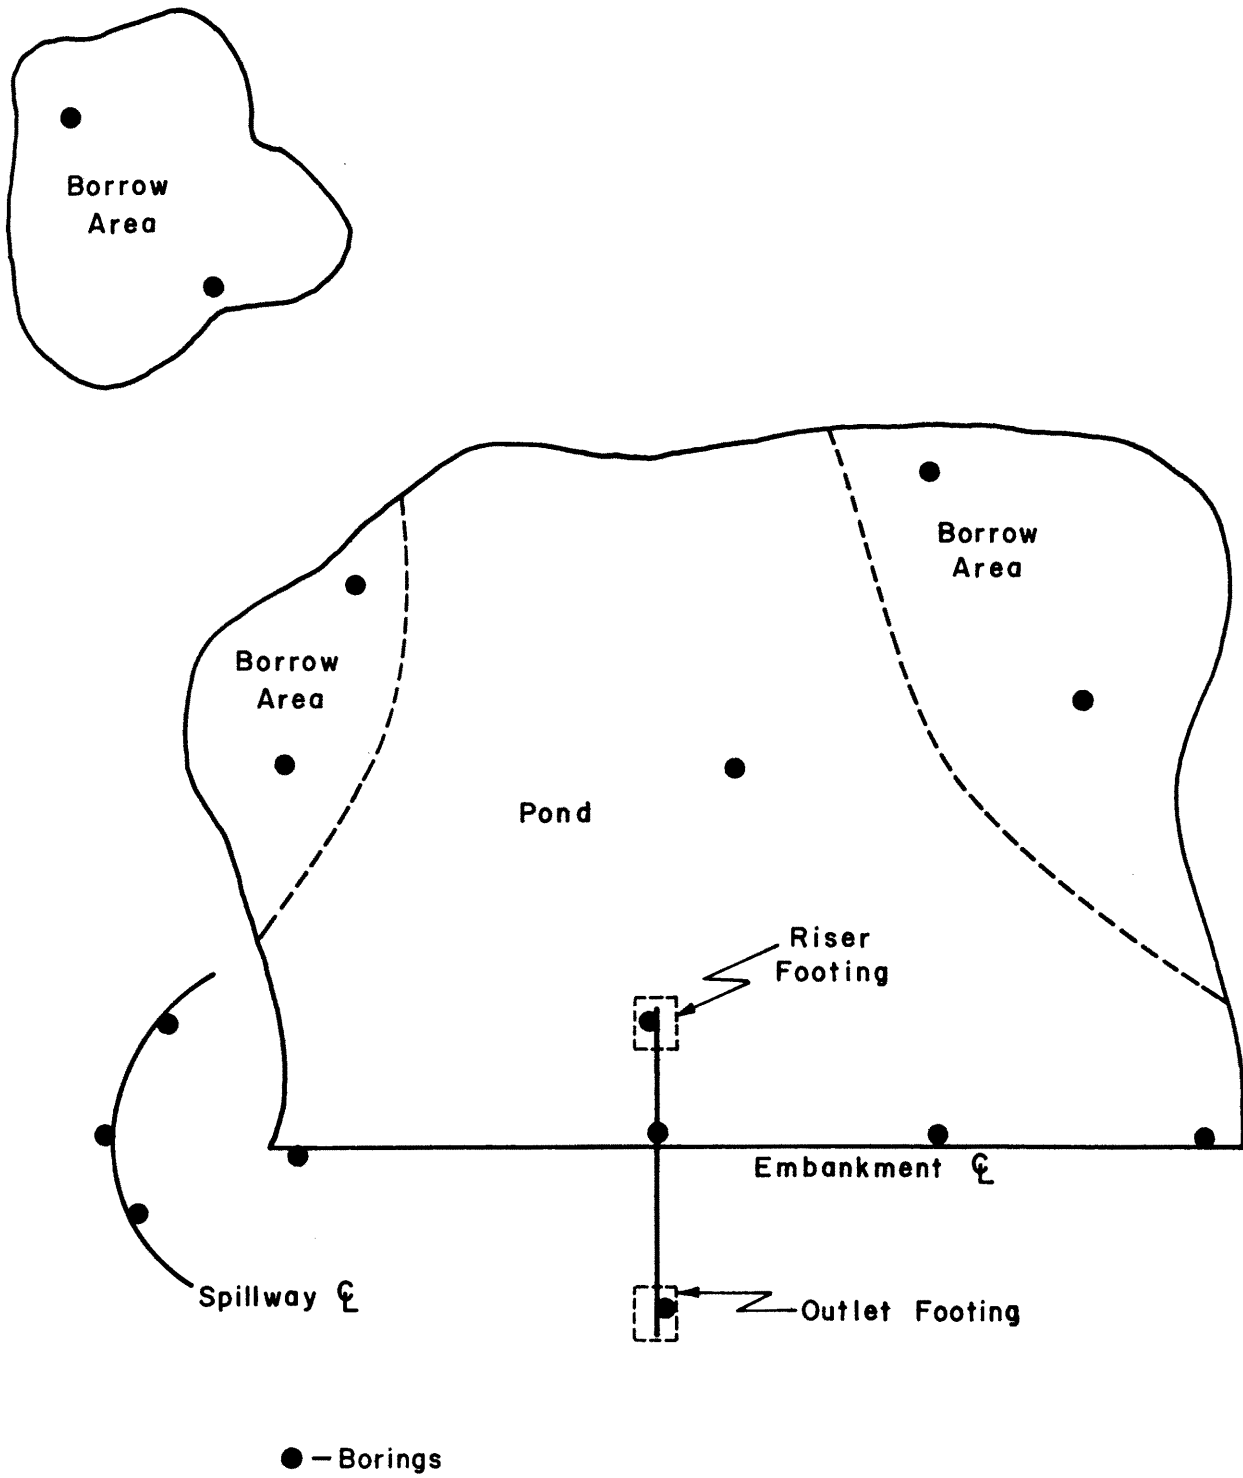 Borrow
Area
Borrow
Area
Borrow
Area
Pond
Riser
Footing
Embankment ℄
Spillway ℄
Outlet Footing
– Borings